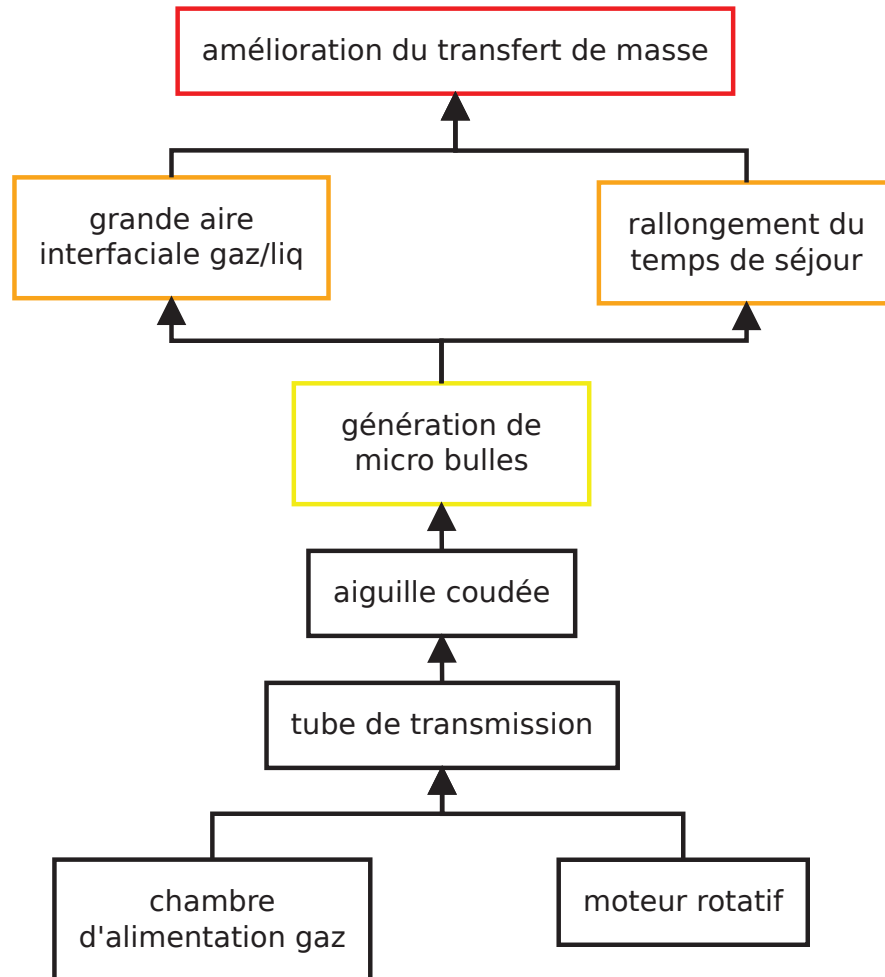 amélioration du transfert de masse
grande aire
interfaciale gaz/liq
rallongement du
temps de séjour
génération de
micro bulles
aiguille coudée
tube de transmission
chambre
d'alimentation gaz
moteur rotatif